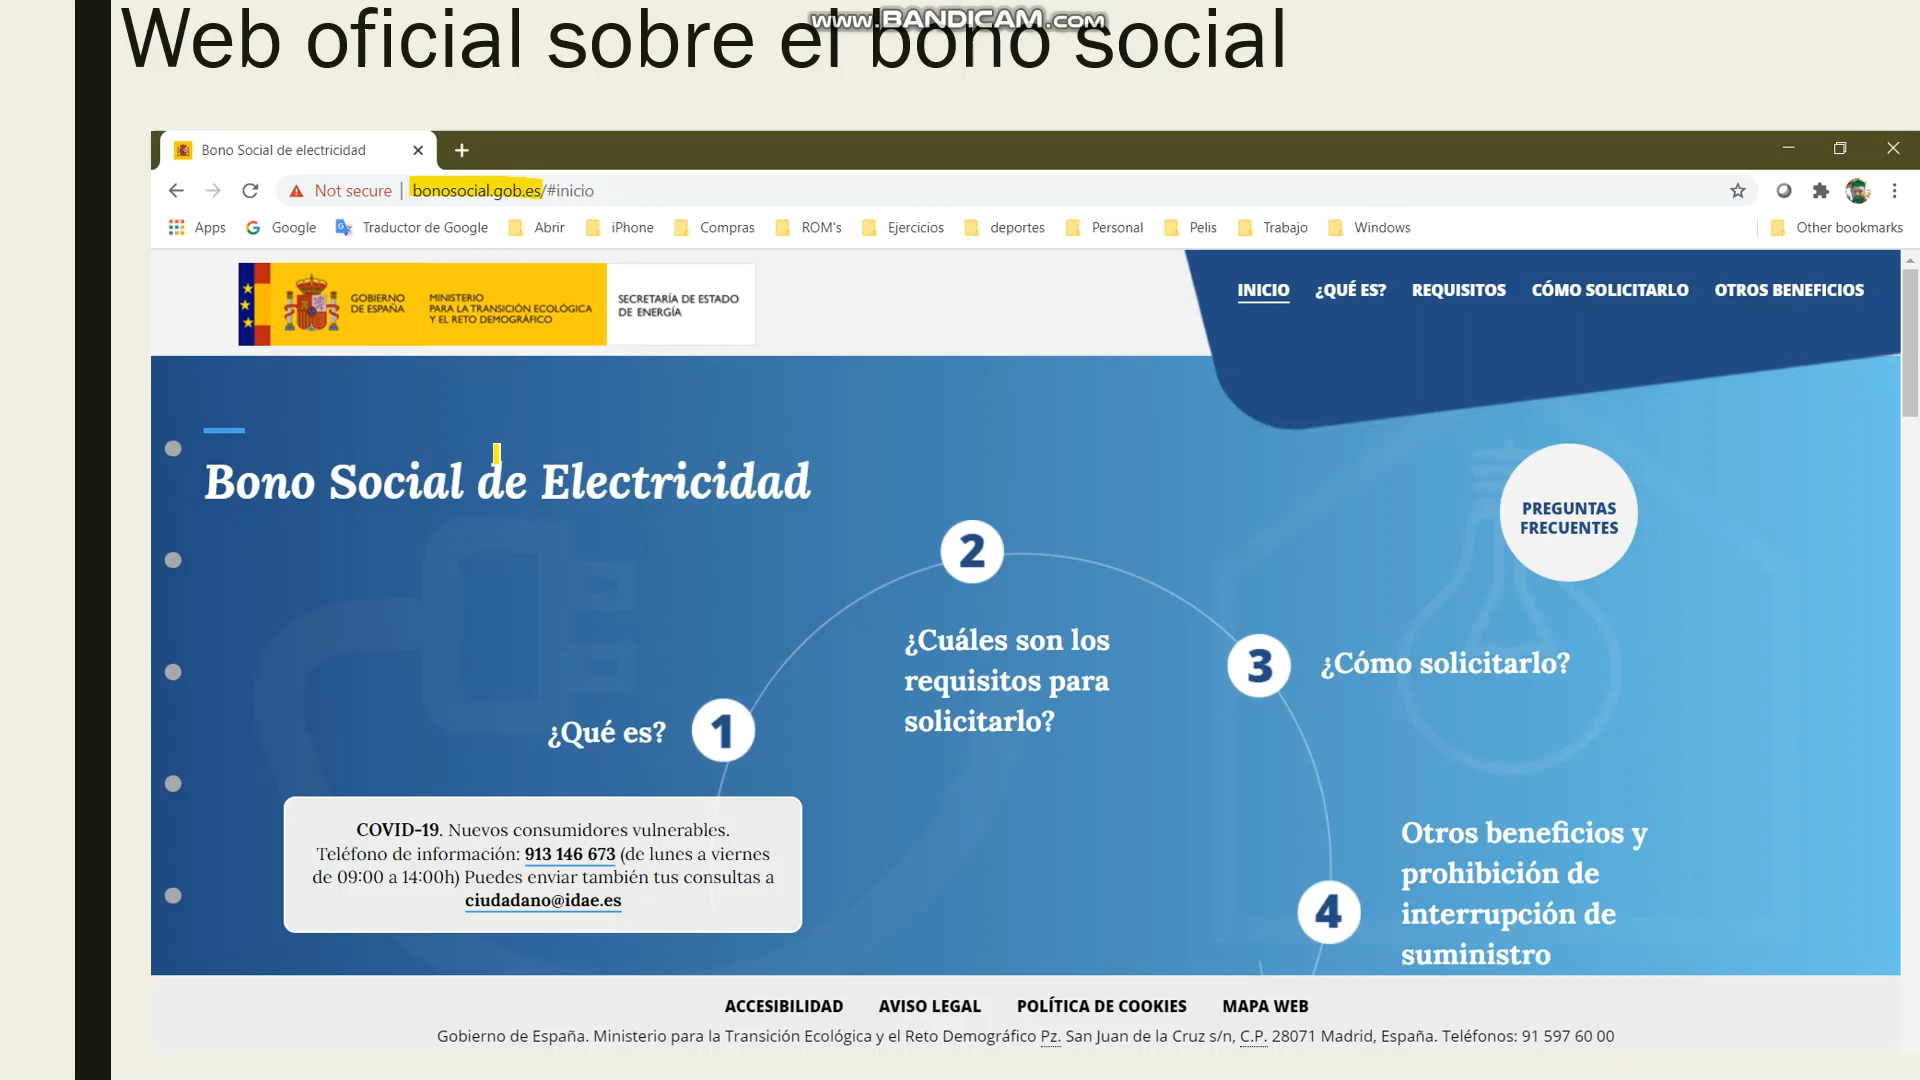 Web oficial sobre el bono social
www.BANDICAM.com
Bono Social de electricidad
Not secure | bonosocial.gob.es/#inicio
Apps Google Traductor de Google Abrir iPhone Compras ROM's Ejercicios deportes Personal Pelis Trabajo Windows Other bookmarks
GOBIERNO
DE ESPAÑA
MINISTERIO
PARA LA TRANSICIÓN ECOLÓGICA
Y EL RETO DEMOGRÁFICO
SECRETARÍA DE ESTADO
DE ENERGÍA
INICIO ¿QUÉ ES? REQUISITOS CÓMO SOLICITARLO OTROS BENEFICIOS
Bono Social de Electricidad
PREGUNTAS
FRECUENTES
¿Qué es? 1
2
¿Cuáles son los
requisitos para
solicitarlo?
3 ¿Cómo solicitarlo?
4
Otros beneficios y
prohibición de
interrupción de
suministro
COVID-19. Nuevos consumidores vulnerables.
Teléfono de información: 913 146 673 (de lunes a viernes
de 09:00 a 14:00h) Puedes enviar también tus consultas a
ciudadano@idae.es
ACCESIBILIDAD AVISO LEGAL POLÍTICA DE COOKIES MAPA WEB
Gobierno de España. Ministerio para la Transición Ecológica y el Reto Demográfico Pz. San Juan de la Cruz s/n, C.P. 28071 Madrid, España. Teléfonos: 91 597 60 00